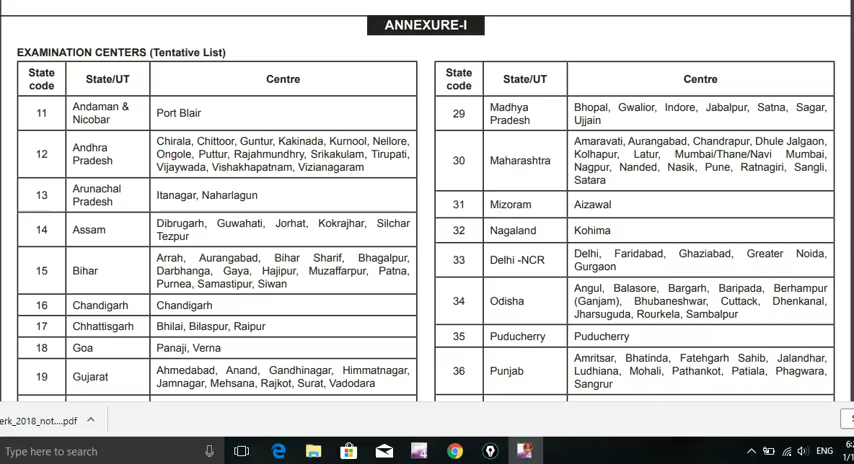 ANNEXURE-I
EXAMINATION CENTERS (Tentative List)
State code State/UT Centre
11 Andaman & Nicobar Port Blair
12 Andhra Pradesh Chirala, Chittoor, Guntur, Kakinada, Kurnool, Nellore,
Ongole, Puttur, Rajahmundhry, Srikakulam, Tirupati,
Vijaywada, Vishakhapatnam, Vizianagaram
13 Arunachal Pradesh Itanagar, Naharlagun
14 Assam Dibrugarh, Guwahati, Jorhat, Kokrajhar, Silchar
Tezpur
15 Bihar Arrah, Aurangabad, Bihar Sharif, Bhagalpur,
Darbhanga, Gaya, Hajipur, Muzaffarpur, Patna,
Purnea, Samastipur, Siwan
16 Chandigarh Chandigarh
17 Chhattisgarh Bhilai, Bilaspur, Raipur
18 Goa Panaji, Verna
19 Gujarat Ahmedabad, Anand, Gandhinagar, Himmatnagar,
Jamnagar, Mehsana, Rajkot, Surat, Vadodara
State code State/UT Centre
29 Madhya Pradesh Bhopal, Gwalior, Indore, Jabalpur, Satna, Sagar,
Ujjain
30 Maharashtra Amaravati, Aurangabad, Chandrapur, Dhule Jalgaon,
Kolhapur, Latur, Mumbai/Thane/Navi Mumbai,
Nagpur, Nanded, Nasik, Pune, Ratnagiri, Sangli,
Satara
31 Mizoram Aizawal
32 Nagaland Kohima
33 Delhi -NCR Delhi, Faridabad, Ghaziabad, Greater Noida,
Gurgaon
34 Odisha Angul, Balasore, Bargarh, Baripada, Berhampur
(Ganjam), Bhubaneshwar, Cuttack, Dhenkanal,
Jharsuguda, Rourkela, Sambalpur
35 Puducherry Puducherry
36 Punjab Amritsar, Bhatinda, Fatehgarh Sahib, Jalandhar,
Ludhiana, Mohali, Pathankot, Patiala, Phagwara,
Sangrur
erk_2018_not....pdf
Type here to search
ENG